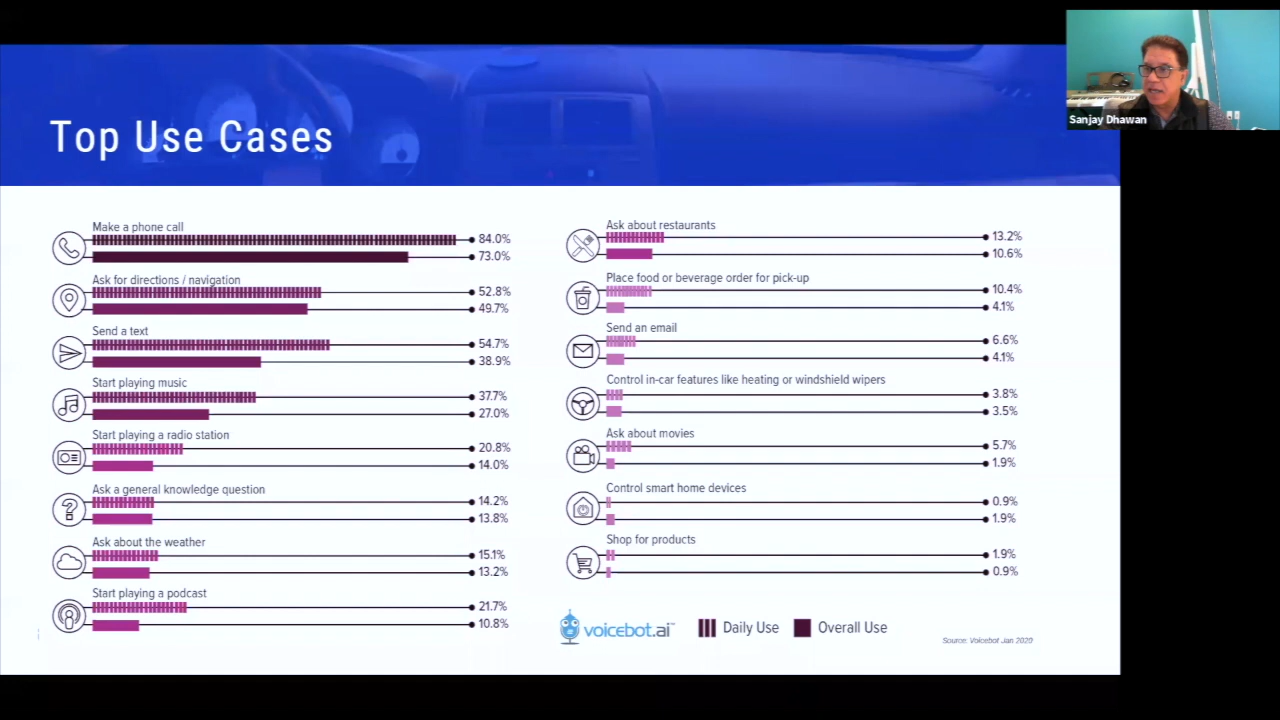 Sanjay Dhawan
Top Use Cases
Make a phone call
84.0%
73.0%
Ask for directions / navigation
52.8%
49.7%
Send a text
54.7%
38.9%
Start playing music
37.7%
27.0%
Start playing a radio station
20.8%
14.0%
Ask a general knowledge question
14.2%
13.8%
Ask about the weather
15.1%
13.2%
Start playing a podcast
21.7%
10.8%
Ask about restaurants
13.2%
10.6%
Place food or beverage order for pick-up
10.4%
4.1%
Send an email
6.6%
4.1%
Control in-car features like heating or windshield wipers
3.8%
3.5%
Ask about movies
5.7%
1.9%
Control smart home devices
0.9%
1.9%
Shop for products
1.9%
0.9%
voicebot.ai™ Daily Use Overall Use
Source: Voicebot Jan 2020